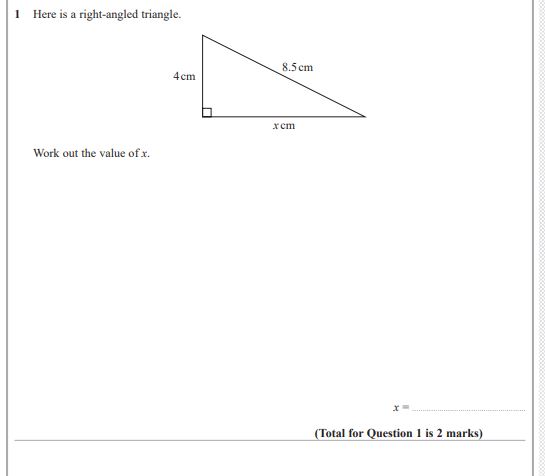 1 Here is a right-angled triangle.
8.5 cm
4 cm
x cm
Work out the value of x.
x =
(Total for Question 1 is 2 marks)